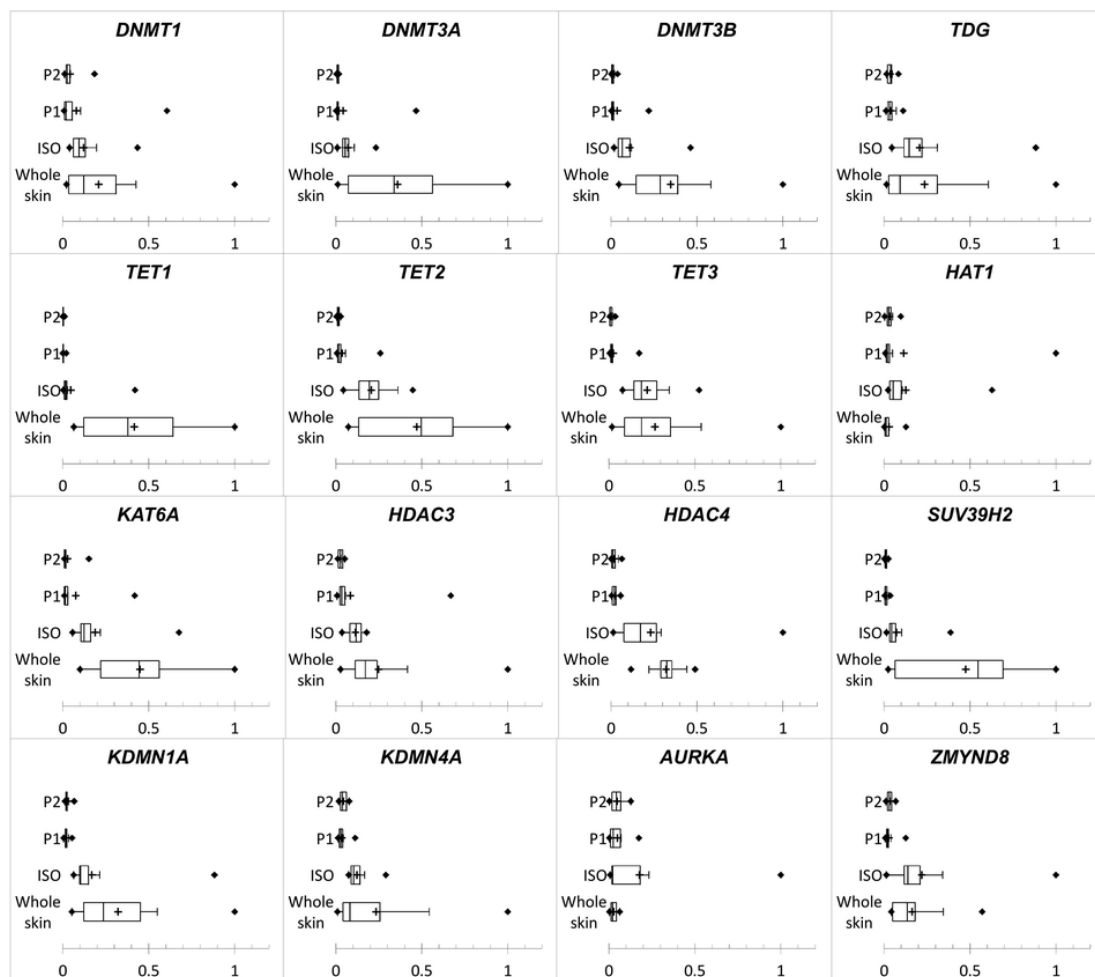 DNMT1 DNMT3A DNMT3B TDG
P2 P2 P2 P2
P1 P1 P1 P1
ISO ISO ISO ISO
Whole Whole Whole Whole
skin skin skin skin
0 0.5 1 0 0.5 1 0 0.5 1 0 0.5 1
TET1 TET2 TET3 HAT1
P2 P2 P2 P2
P1 P1 P1 P1
ISO ISO ISO ISO
Whole Whole Whole Whole
skin skin skin skin
0 0.5 1 0 0.5 1 0 0.5 1 0 0.5 1
KAT6A HDAC3 HDAC4 SUV39H2
P2 P2 P2 P2
P1 P1 P1 P1
ISO ISO ISO ISO
Whole Whole Whole Whole
skin skin skin skin
0 0.5 1 0 0.5 1 0 0.5 1 0 0.5 1
KDMN1A KDMN4A AURKA ZMYND8
P2 P2 P2 P2
P1 P1 P1 P1
ISO ISO ISO ISO
Whole Whole Whole Whole
skin skin skin skin
0 0.5 1 0 0.5 1 0 0.5 1 0 0.5 1